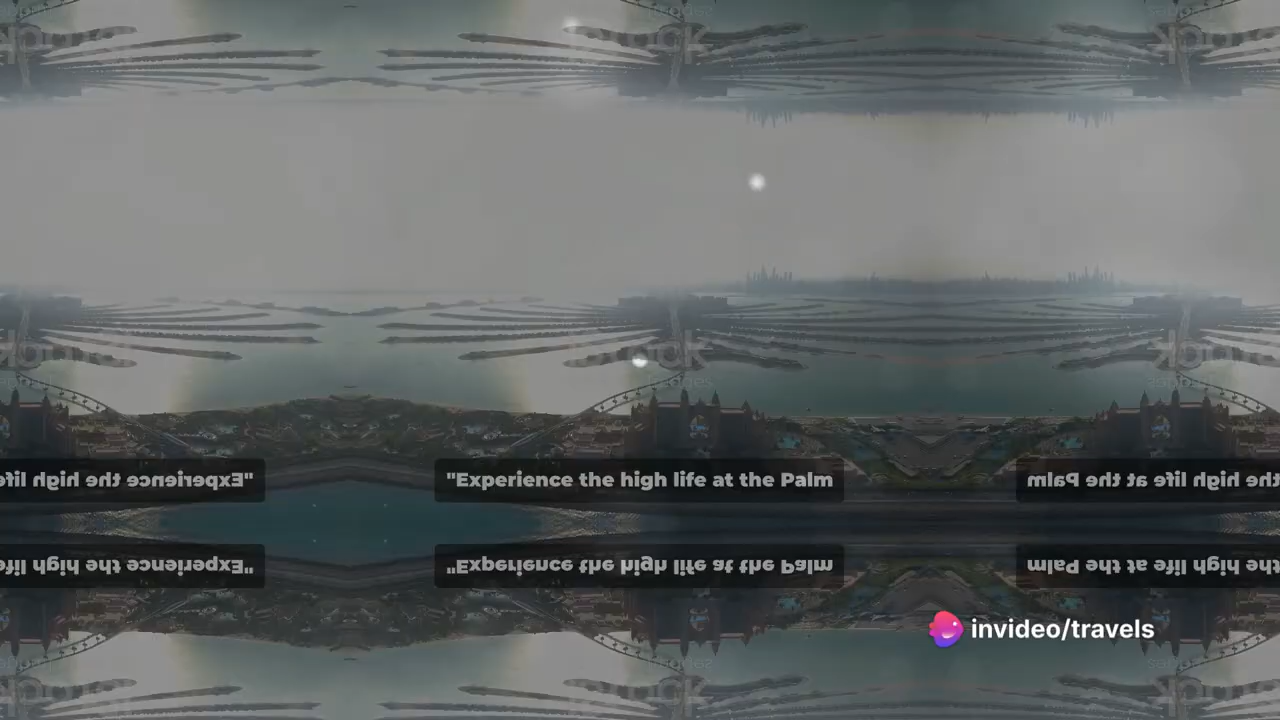 "Experience the high life at the Palm
invideo/travels